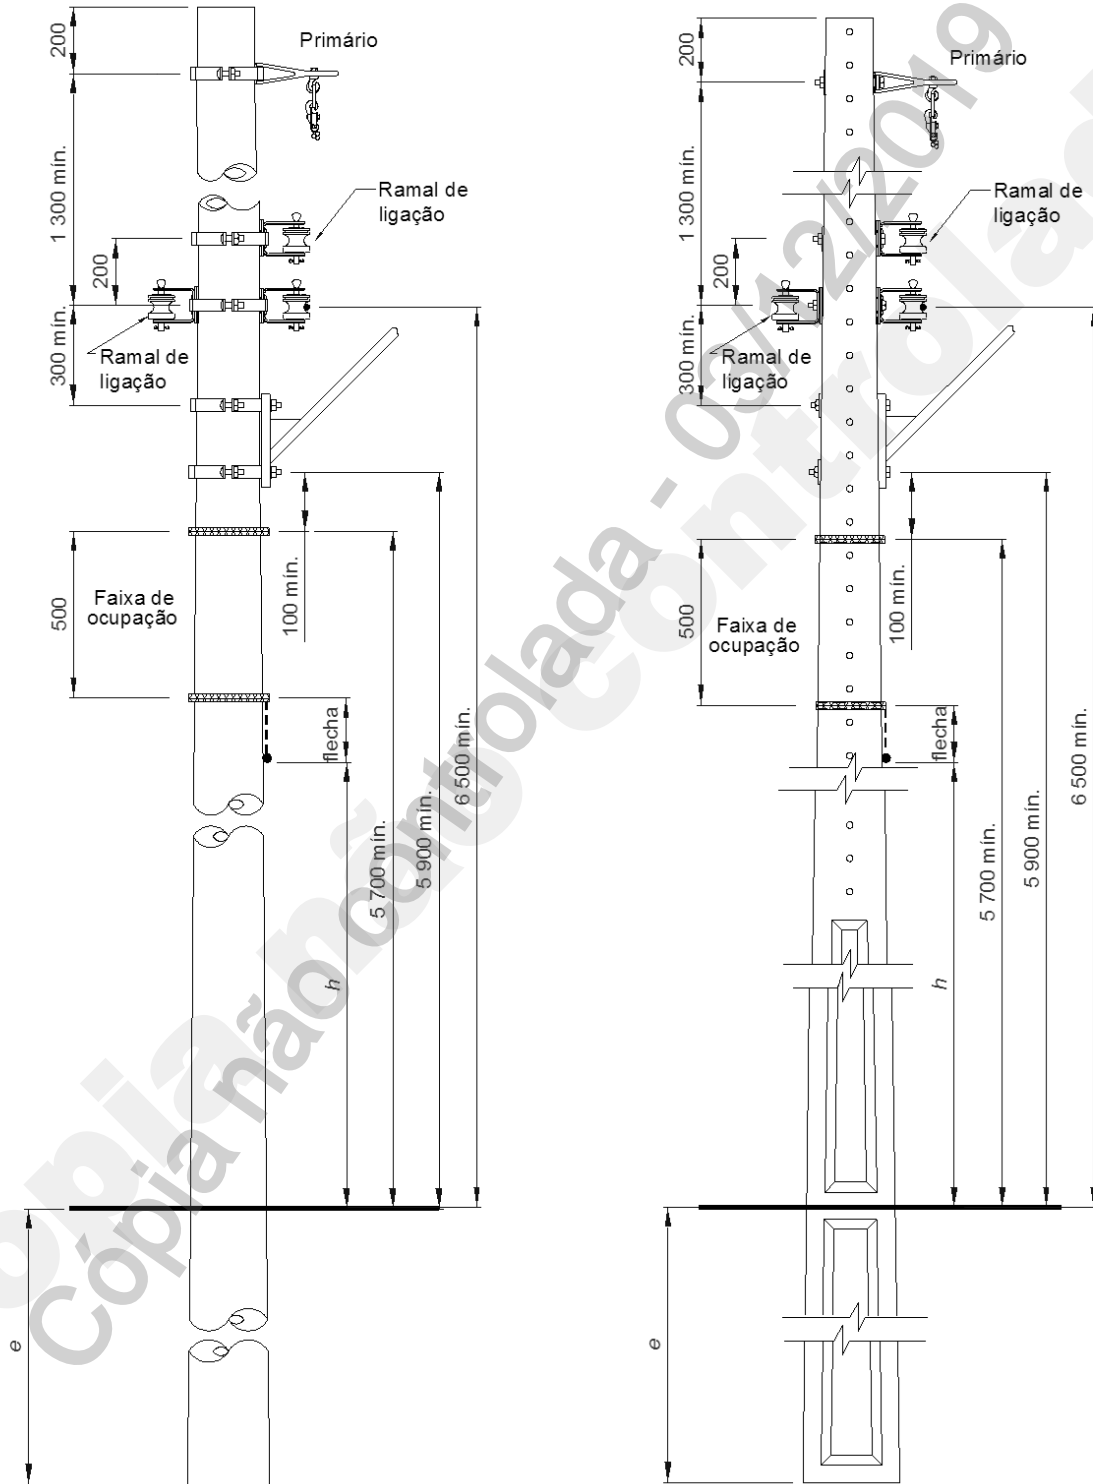 200
Primário
1 300 mín.
Ramal de
ligação
200
Ramal de
ligação
300 mín.
100 mín.
500
Faixa de
ocupação
flecha
6 500 mín.
5 900 mín.
5 700 mín.
h
e
200
Primário
1 300 mín.
Ramal de
ligação
200
Ramal de
ligação
300 mín.
100 mín.
500
Faixa de
ocupação
flecha
6 500 mín.
5 900 mín.
5 700 mín.
h
e
Cópia não controlada - 03/12/2019